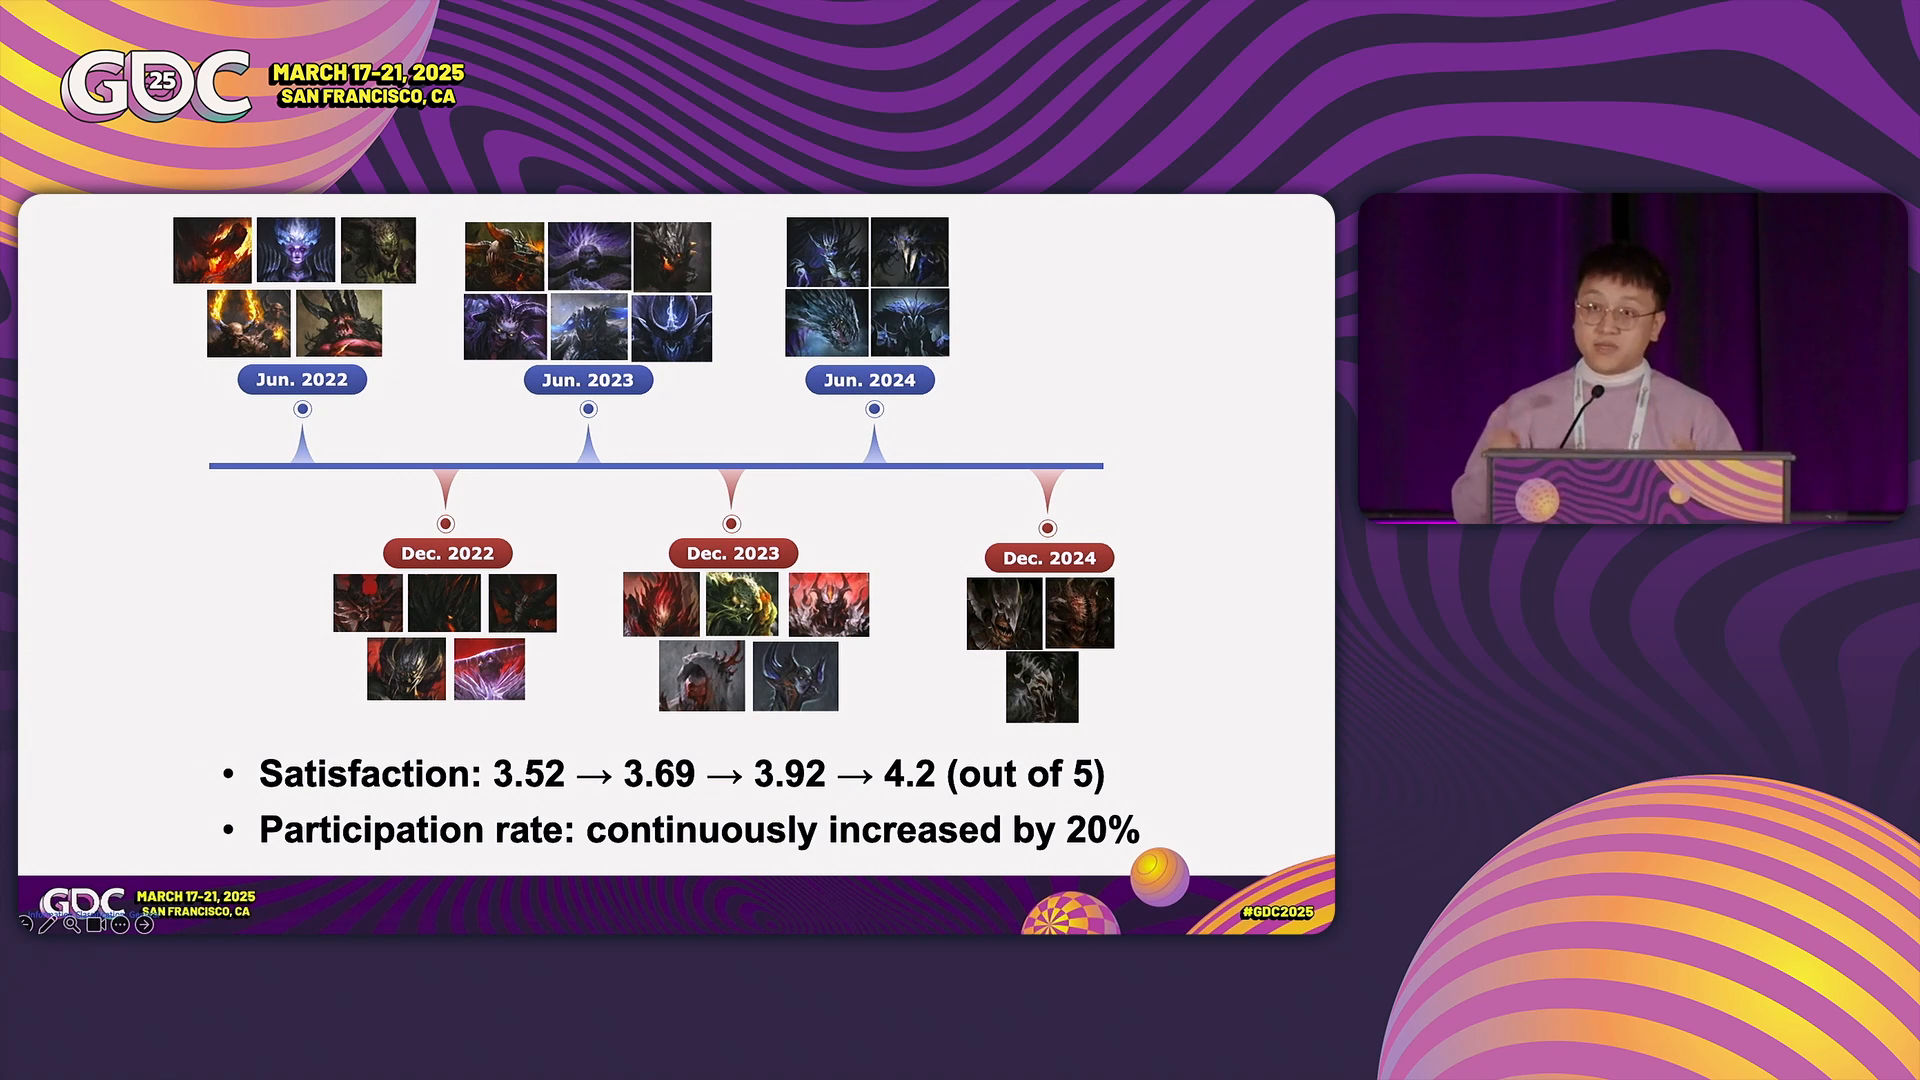 GDC 25
MARCH 17-21, 2025
SAN FRANCISCO, CA
Jun. 2022
Jun. 2023
Jun. 2024
Dec. 2022
Dec. 2023
Dec. 2024
• Satisfaction: 3.52 → 3.69 → 3.92 → 4.2 (out of 5)
• Participation rate: continuously increased by 20%
GDC
MARCH 17-21, 2025
SAN FRANCISCO, CA
#GDC2025